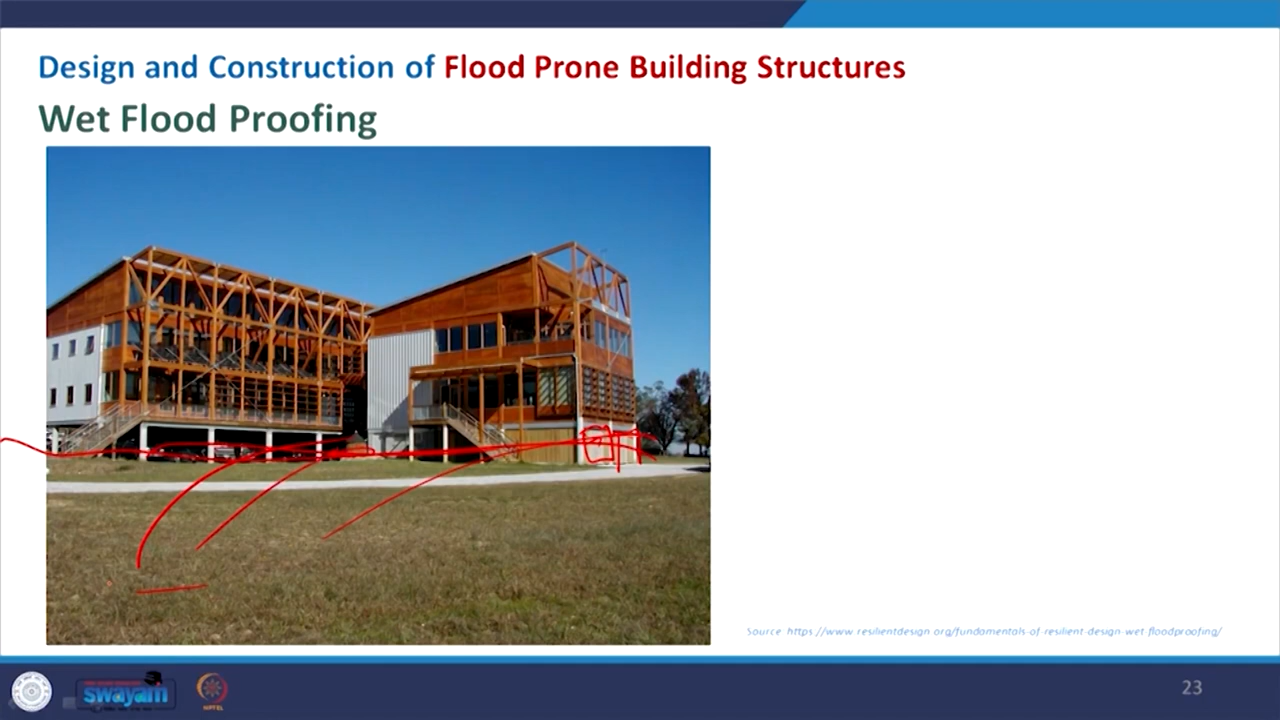 Design and Construction of Flood Prone Building Structures
Wet Flood Proofing
Source https://www.resilientdesign.org/fundamentals-of-resilient-design-wet-floodproofing/
swayam
NPTEL
23